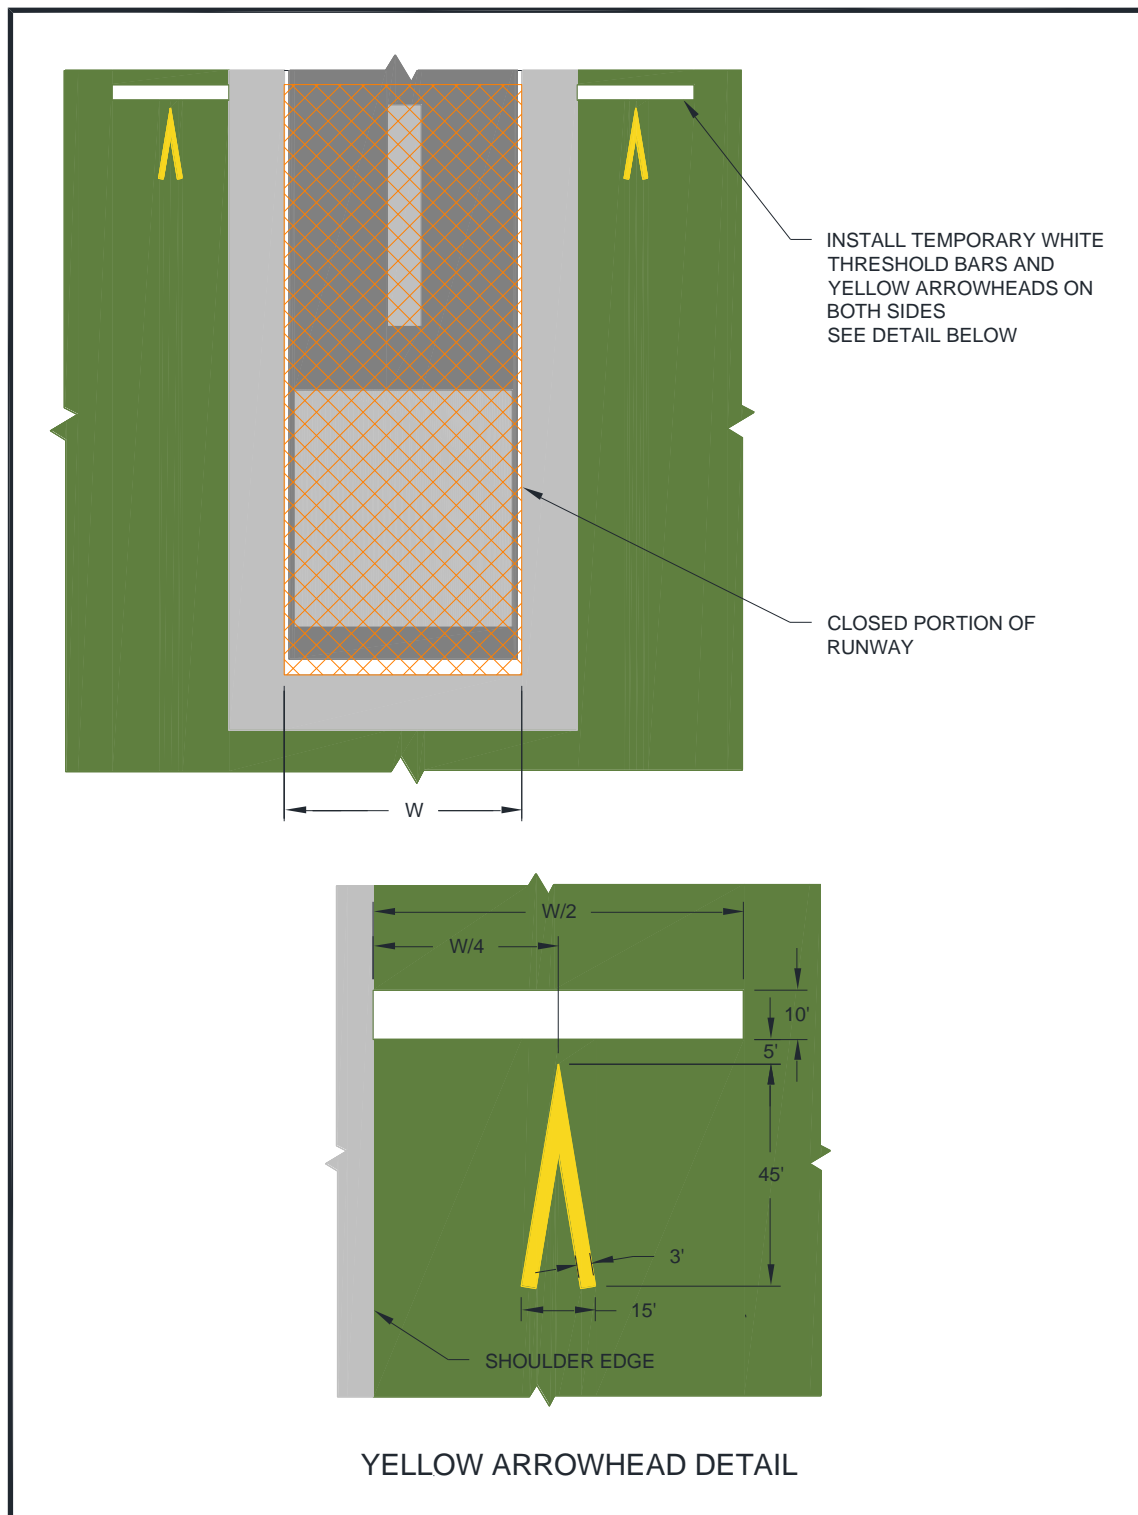 INSTALL TEMPORARY WHITE
THRESHOLD BARS AND
YELLOW ARROWHEADS ON
BOTH SIDES
SEE DETAIL BELOW
CLOSED PORTION OF
RUNWAY
W
W/2
W/4
10'
5'
45'
3'
15'
SHOULDER EDGE
YELLOW ARROWHEAD DETAIL